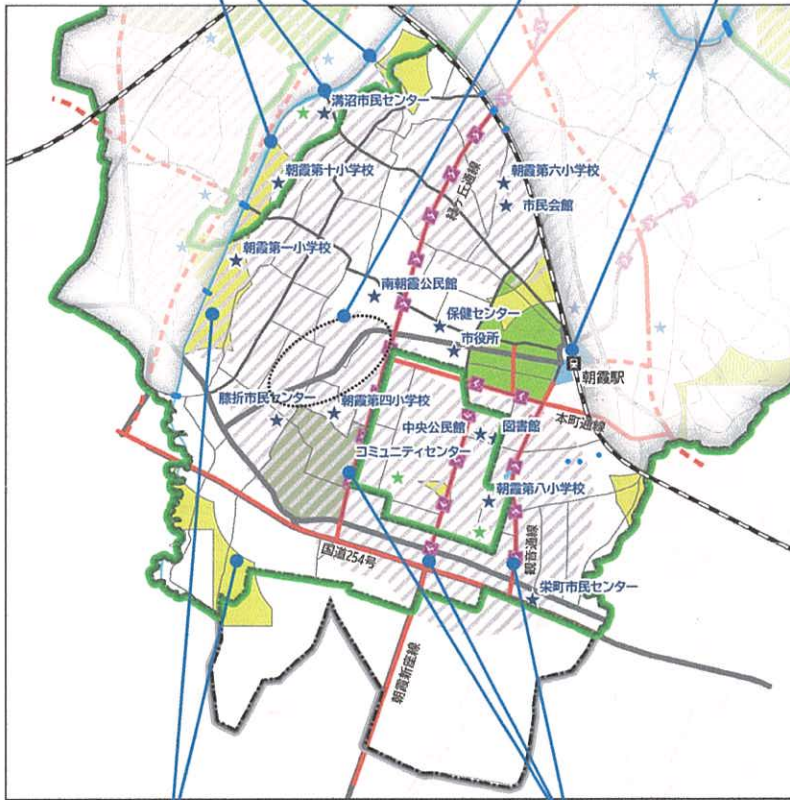 溝沼市民センター
朝霞第十小学校
朝霞第六小学校
市民会館
緑ヶ丘通線
朝霞第一小学校
南朝霞公民館
保健センター
市役所
朝霞駅
膝折市民センター
朝霞第四小学校
本町通線
中央公民館
図書館
コミュニティセンター
朝霞第八小学校
観音通線
国道254号
栄町市民センター
朝霞新座線